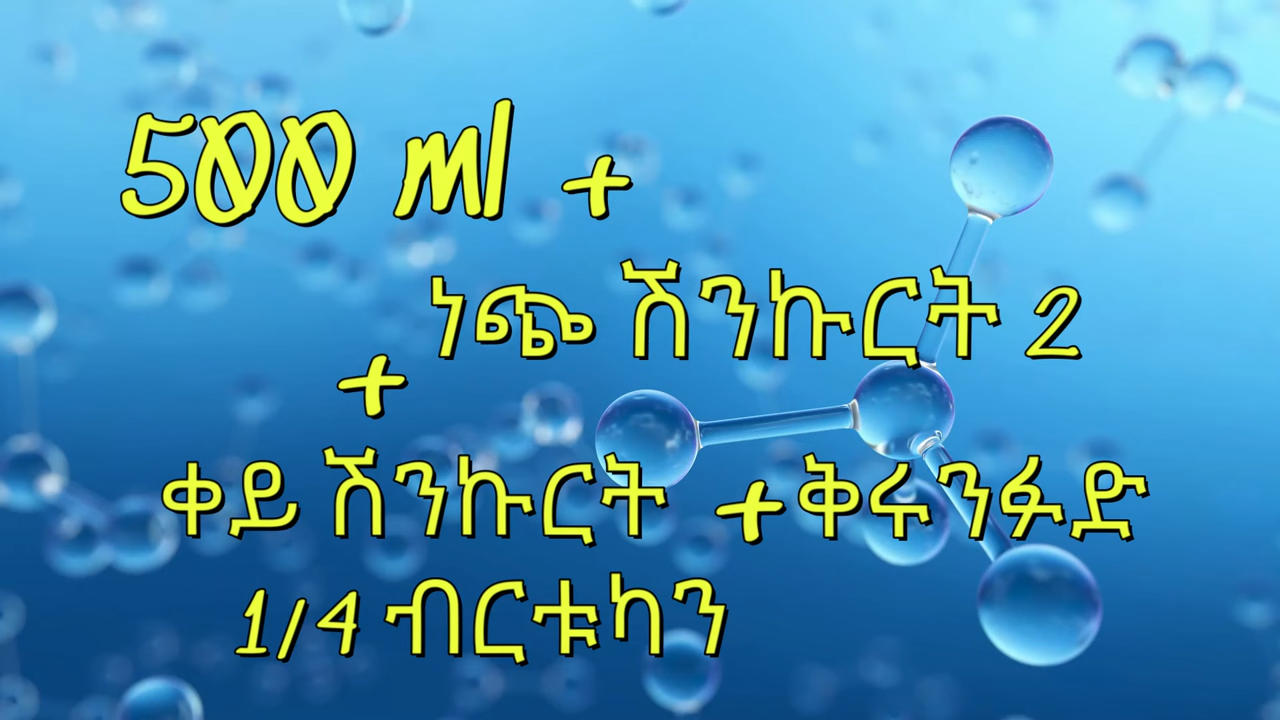 500 ml +
ነጭ ሽንኩርት 2
+
ቀይ ሽንኩርት +ቅሩንፉድ
1/4 ብርቱካን